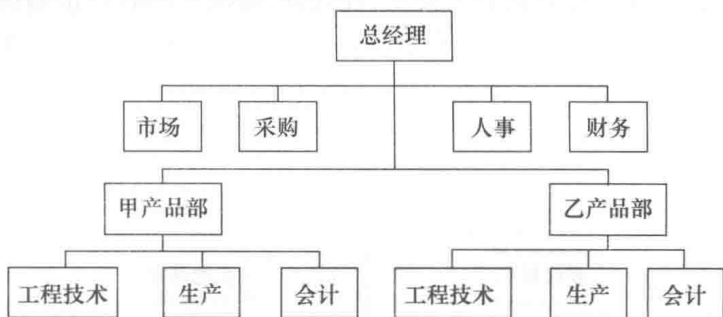 总经理
市场
采购
人事
财务
甲产品部
乙产品部
工程技术
生产
会计
工程技术
生产
会计